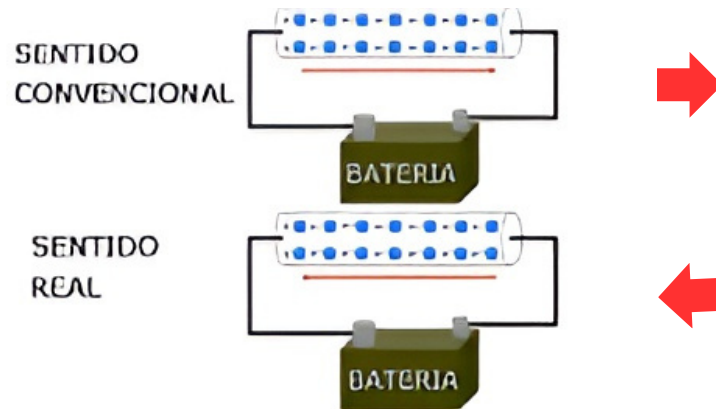 SENTIDO
CONVENCIONAL
BATERIA
SENTIDO
REAL
BATERIA